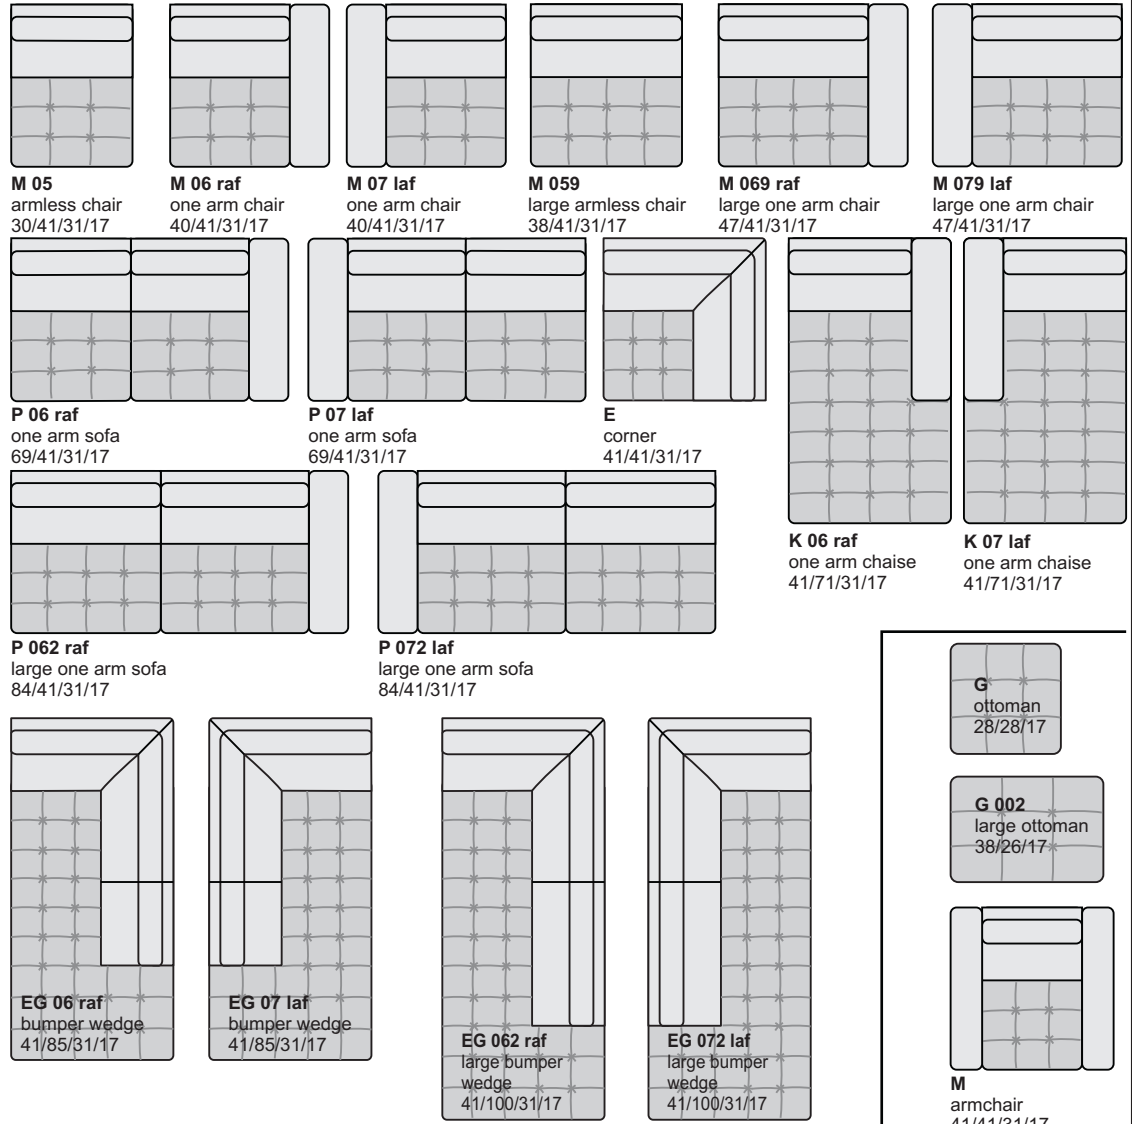 M 05
armless chair
30/41/31/17
M 06 raf
one arm chair
40/41/31/17
M 07 laf
one arm chair
40/41/31/17
M 059
large armless chair
38/41/31/17
M 069 raf
large one arm chair
47/41/31/17
M 079 laf
large one arm chair
47/41/31/17
P 06 raf
one arm sofa
69/41/31/17
P 07 laf
one arm sofa
69/41/31/17
E
corner
41/41/31/17
K 06 raf
one arm chaise
41/71/31/17
K 07 laf
one arm chaise
41/71/31/17
P 062 raf
large one arm sofa
84/41/31/17
P 072 laf
large one arm sofa
84/41/31/17
G
ottoman
28/28/17
G 002
large ottoman
38/26/17
EG 06 raf
bumper wedge
41/85/31/17
EG 07 laf
bumper wedge
41/85/31/17
EG 062 raf
large bumper
wedge
41/100/31/17
EG 072 laf
large bumper
wedge
41/100/31/17
M
armchair
41/41/31/17